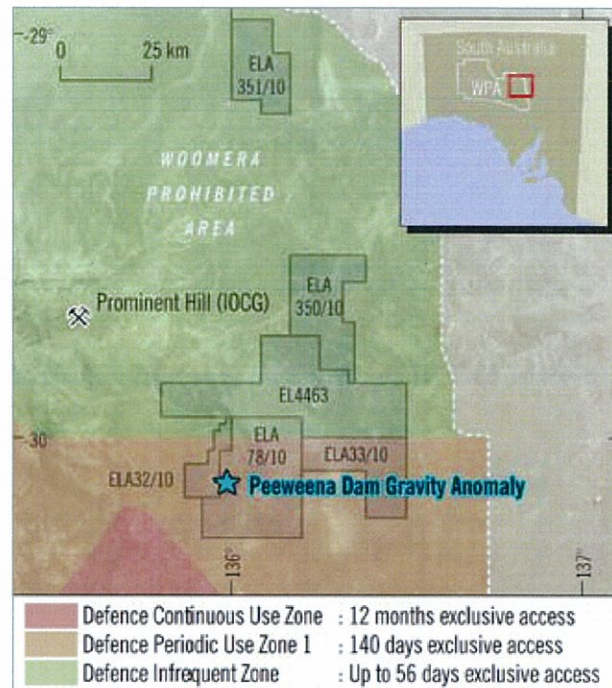 -29°
0 25 km
ELA
351/10
South Australia
WPA
WOOMERA
PROHIBITED
AREA
Prominent Hill (IOCG)
ELA
350/10
EL4463
-30
ELA
78/10
ELA33/10
ELA32/10
Peeweena Dam Gravity Anomaly
136°
137°
Defence Continuous Use Zone : 12 months exclusive access
Defence Periodic Use Zone 1 : 140 days exclusive access
Defence Infrequent Zone : Up to 56 days exclusive access